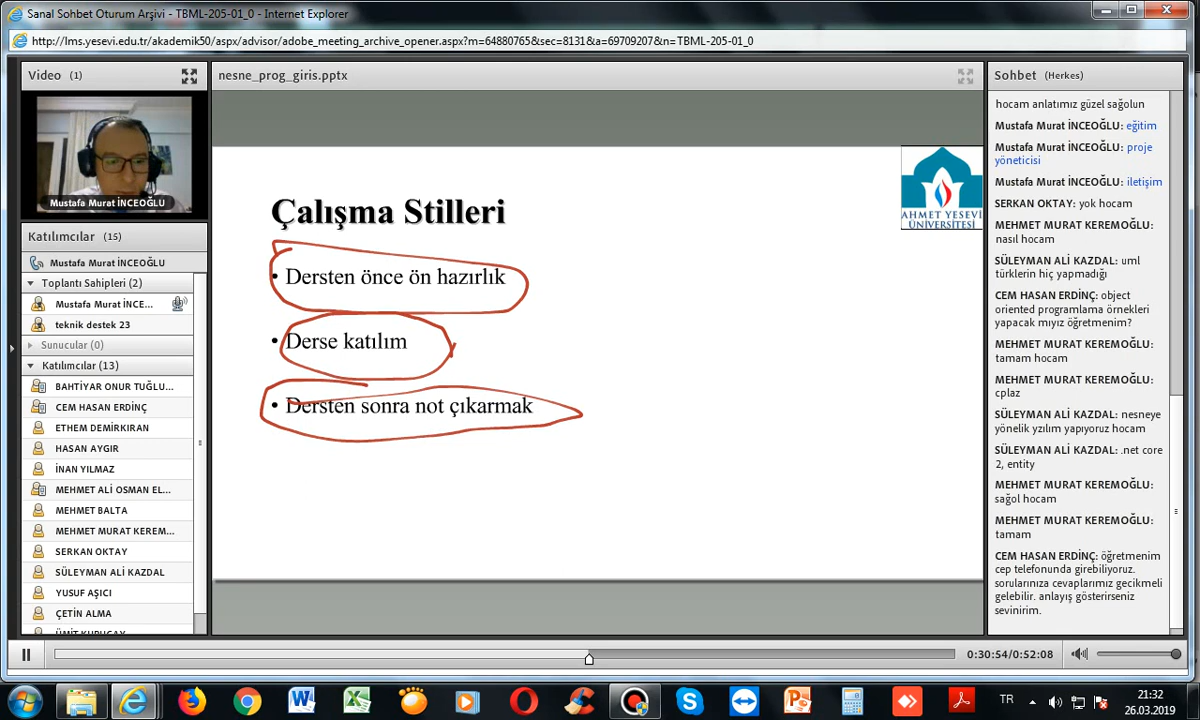 Sanal Sohbet Oturum Arşivi - TBML-205-01_0 - Internet Explorer
http://lms.yesevi.edu.tr/akademik50/aspx/advisor/adobe_meeting_archive_opener.aspx?m=64880765&sec=8131&a=69709207&n=TBML-205-01_0
Video (1)
Mustafa Murat İNCEOĞLU
Katılımcılar (15)
Mustafa Murat İNCEOĞLU
Toplantı Sahipleri (2)
Mustafa Murat İNCE...
teknik destek 23
Sunucular (0)
Katılımcılar (13)
BAHTİYAR ONUR TUĞLU...
CEM HASAN ERDİNÇ
ETHEM DEMİRKIRAN
HASAN AYGIR
İNAN YILMAZ
MEHMET ALİ OSMAN EL...
MEHMET BALTA
MEHMET MURAT KEREM...
SERKAN OKTAY
SÜLEYMAN ALİ KAZDAL
YUSUF AŞICI
ÇETİN ALMA
nesne_prog_giris.pptx
AHMET YESEVİ
ÜNİVERSİTESİ
Çalışma Stilleri
• Dersten önce ön hazırlık
• Derse katılım
• Dersten sonra not çıkarmak
Sohbet (Herkes)
hocam anlatımız güzel sağolun
Mustafa Murat İNCEOĞLU: eğitim
Mustafa Murat İNCEOĞLU: proje
yöneticisi
Mustafa Murat İNCEOĞLU: iletişim
SERKAN OKTAY: yok hocam
MEHMET MURAT KEREMOĞLU:
nasıl hocam
SÜLEYMAN ALİ KAZDAL: uml
türklerin hiç yapmadığı
CEM HASAN ERDİNÇ: object
oriented programlama örnekleri
yapacak mıyız öğretmenim?
MEHMET MURAT KEREMOĞLU:
tamam hocam
MEHMET MURAT KEREMOĞLU:
cplaz
SÜLEYMAN ALİ KAZDAL: nesneye
yönelik yzılım yapıyoruz hocam
SÜLEYMAN ALİ KAZDAL: .net core
2, entity
MEHMET MURAT KEREMOĞLU:
sağol hocam
MEHMET MURAT KEREMOĞLU:
tamam
CEM HASAN ERDİNÇ: öğretmenim
cep telefonunda girebiliyoruz.
sorularınıza cevaplarımız gecikmeli
gelebilir. anlayış gösterirseniz
sevinirim.
0:30:54/0:52:08
TR
21:32
26.03.2019